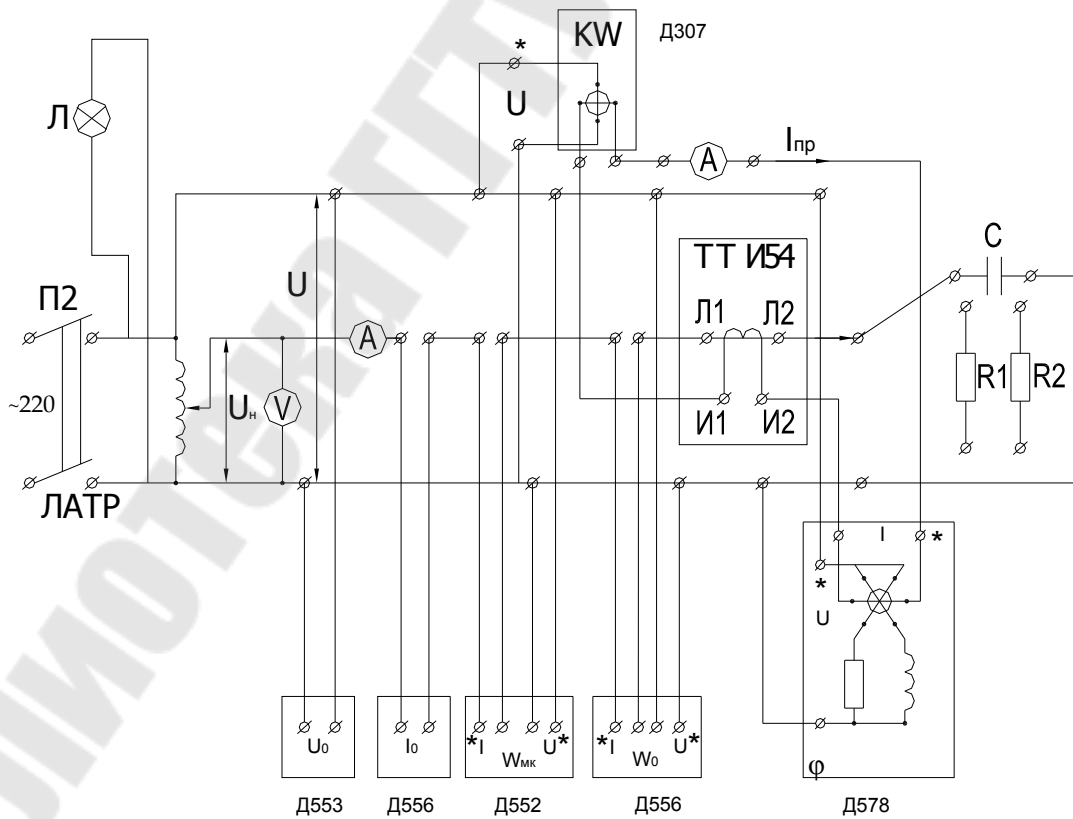 KW
Д307
*
U
Л
A
Iпр
ТТ И54
C
П2
U
Л1
Л2
A
R1
R2
~220
Uн
V
И1
И2
ЛАТР
I
*
*
U
U0
I0
*I
U*
Wмк
*I
U*
W0
φ
Д553
Д556
Д552
Д556
Д578